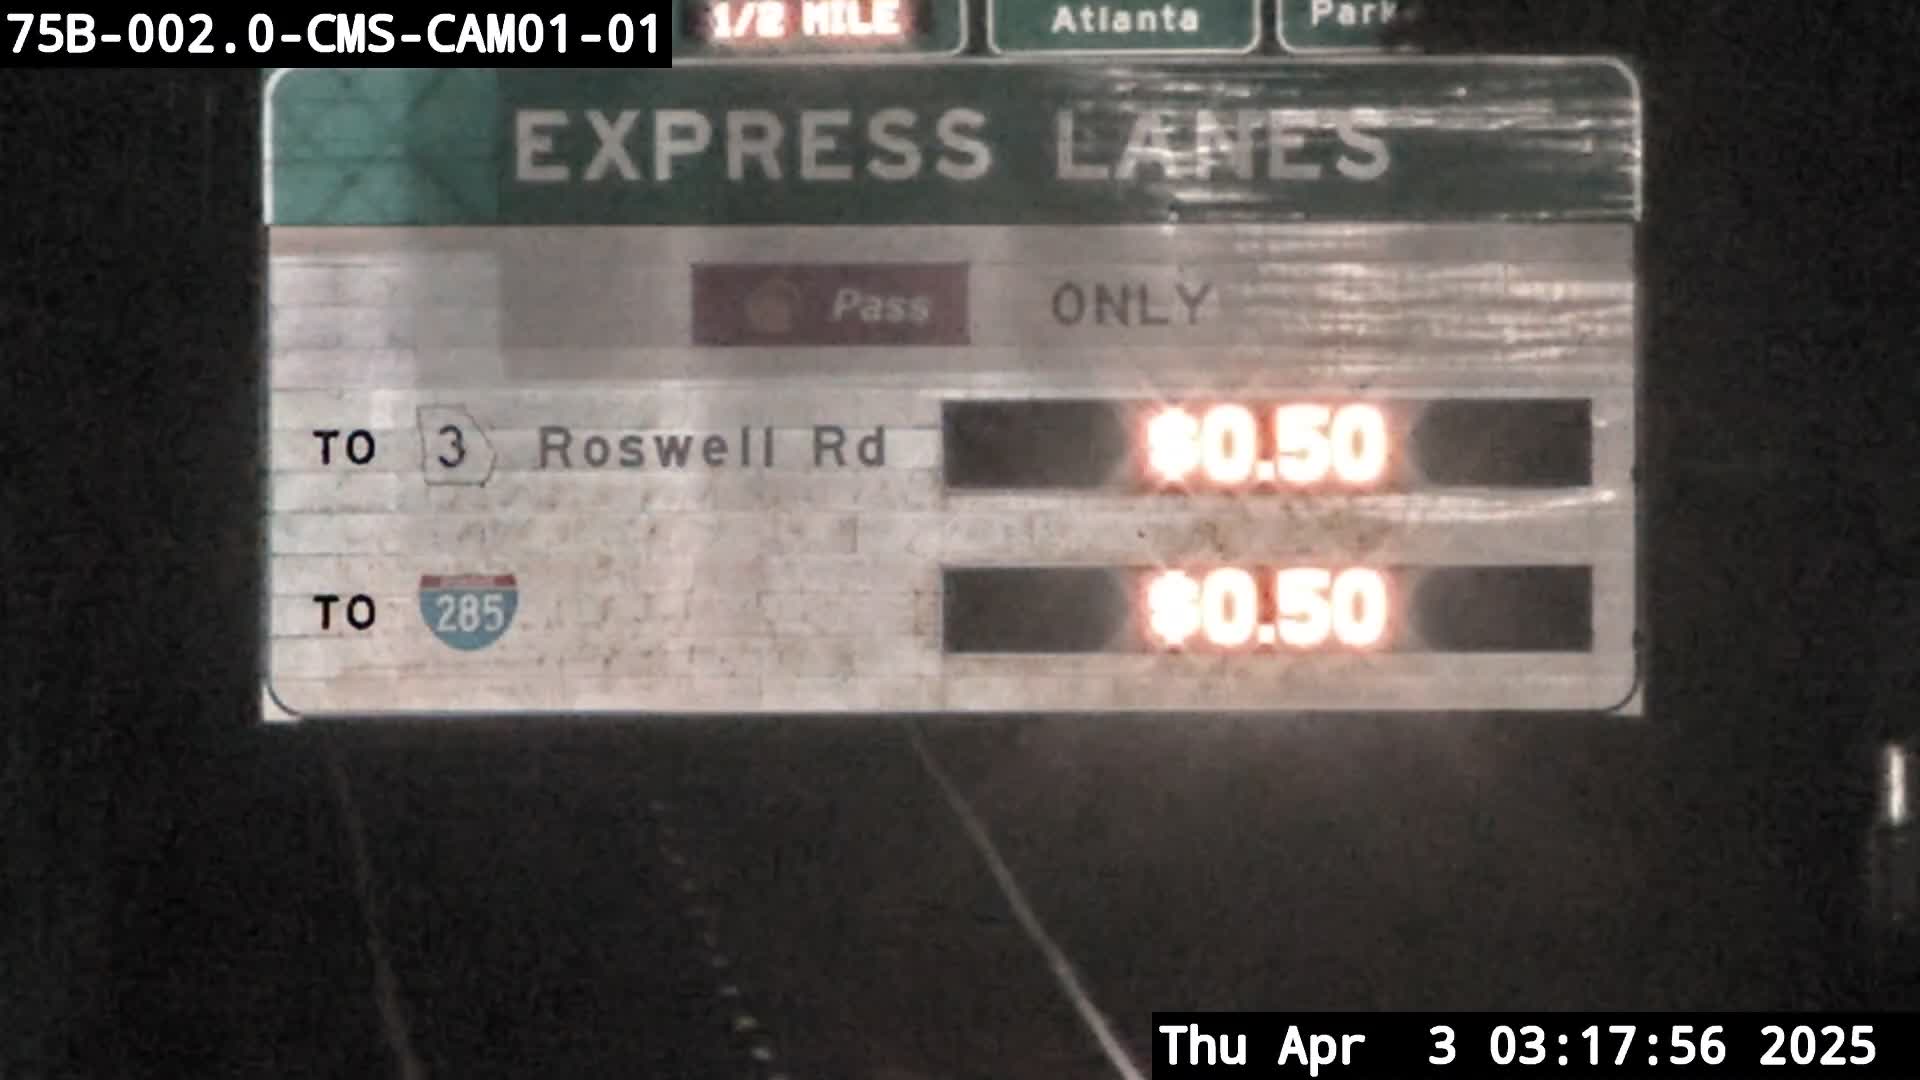 75B-002.0-CMS-CAM01-01
1/2 MILE
Atlanta
Park
EXPRESS LANES
Pass ONLY
TO 3 Roswell Rd $0.50
TO 285 $0.50
Thu Apr 3 03:17:56 2025